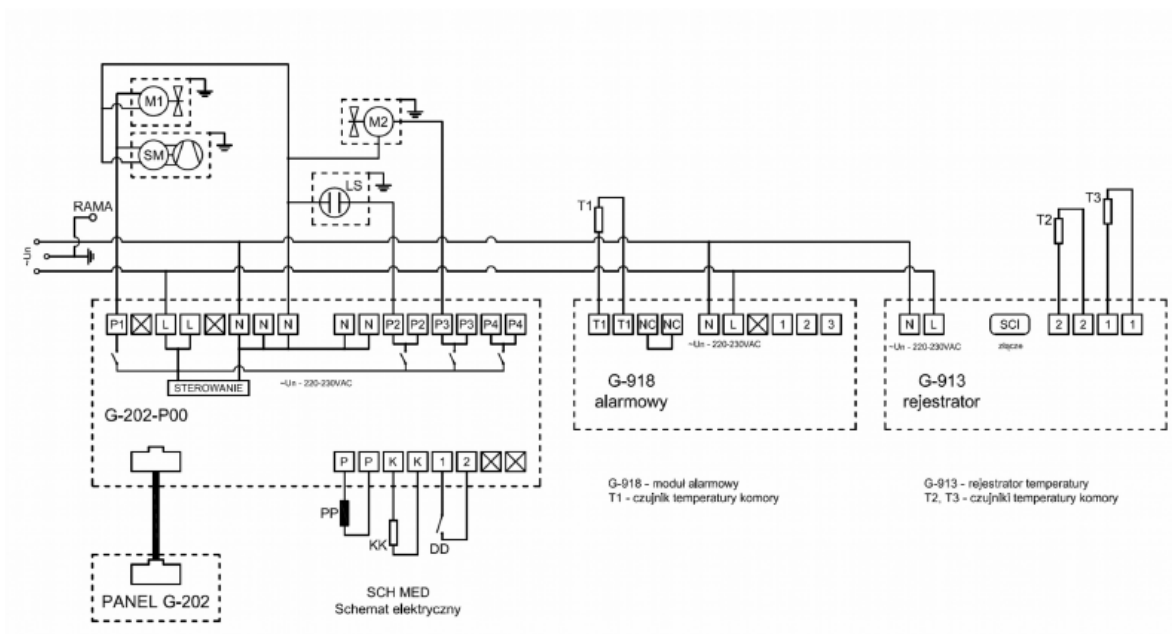 M1
SM
M2
LS
RAMA
~Un
T1
T2
T3
P1 L L N N N N N P2 P2 P3 P3 P4 P4
STEROWANIE
~Un - 220-230VAC
G-202-P00
T1 T1 NC NC N L 1 2 3
~Un - 220-230VAC
G-918
alarmowy
N L SCI 2 2 1 1
~Un - 220-230VAC
złącze
G-913
rejestrator
P P K K 1 2
PP
KK
DD
PANEL G-202
SCH MED
Schemat elektryczny
G-918 - moduł alarmowy
T1 - czujnik temperatury komory
G-913 - rejestrator temperatury
T2, T3 - czujniki temperatury komory